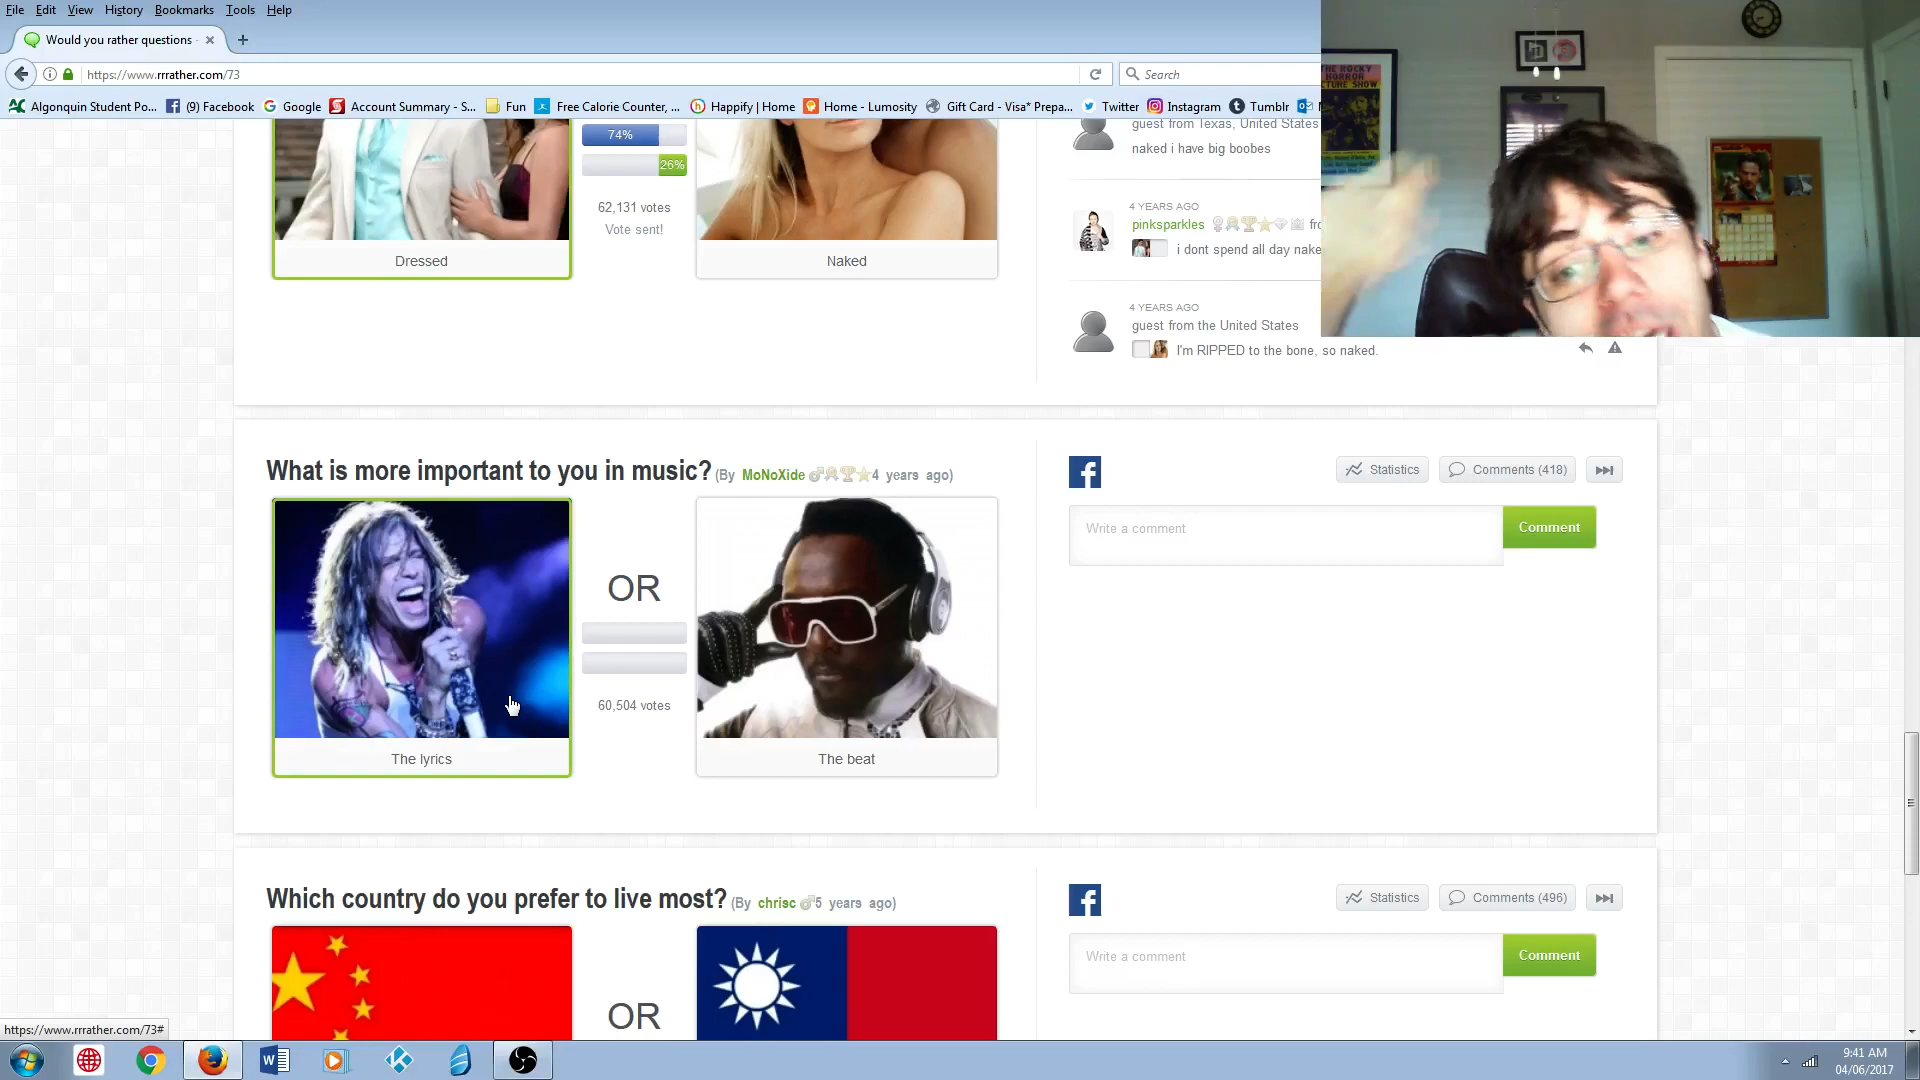 File Edit View History Bookmarks Tools Help
Would you rather questions
https://www.rrrather.com/73
Search
Algonquin Student Po...
(9) Facebook
Google
Account Summary - S...
Fun
Free Calorie Counter, ...
Happify | Home
Home - Lumosity
Gift Card - Visa* Prepa...
Twitter
Instagram
Tumblr
THE ROCKY
HORROR
PICTURE SHOW
74%
26%
62,131 votes
Vote sent!
Dressed
Naked
guest from Texas, United States
naked i have big boobes
4 YEARS AGO
pinksparkles
i dont spend all day nake
4 YEARS AGO
guest from the United States
I'm RIPPED to the bone, so naked.
What is more important to you in music? (By MoNoXide 4 years ago)
OR
60,504 votes
The lyrics
The beat
Statistics
Comments (418)
Write a comment
Comment
Which country do you prefer to live most? (By chrisc 5 years ago)
OR
Statistics
Comments (496)
Write a comment
Comment
https://www.rrrather.com/73#
9:41 AM
04/06/2017